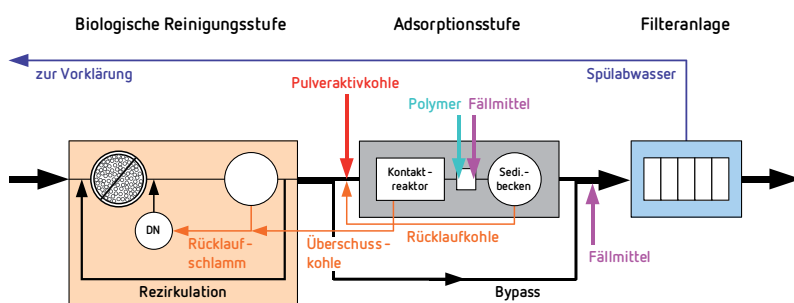 Biologische Reinigungsstufe
Adsorptionsstufe
Filteranlage
zur Vorklärung
Spülabwasser
Pulveraktivkohle
Polymer
Fällmittel
Kontakt-
reaktor
Sedi.-
becken
DN
Rücklauf-
schlamm
Überschuss-
kohle
Rücklaufkohle
Fällmittel
Rezirkulation
Bypass